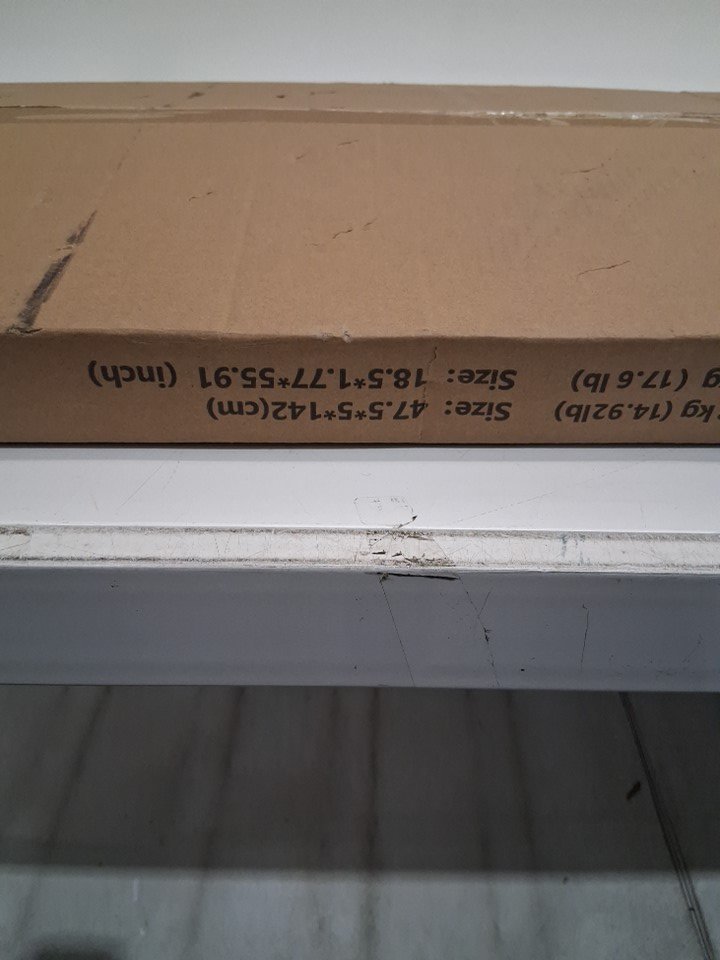 kg (14.92lb) Size: 47.5*5*142(cm)
g (17.6 lb) Size: 18.5*1.77*55.91 (inch)